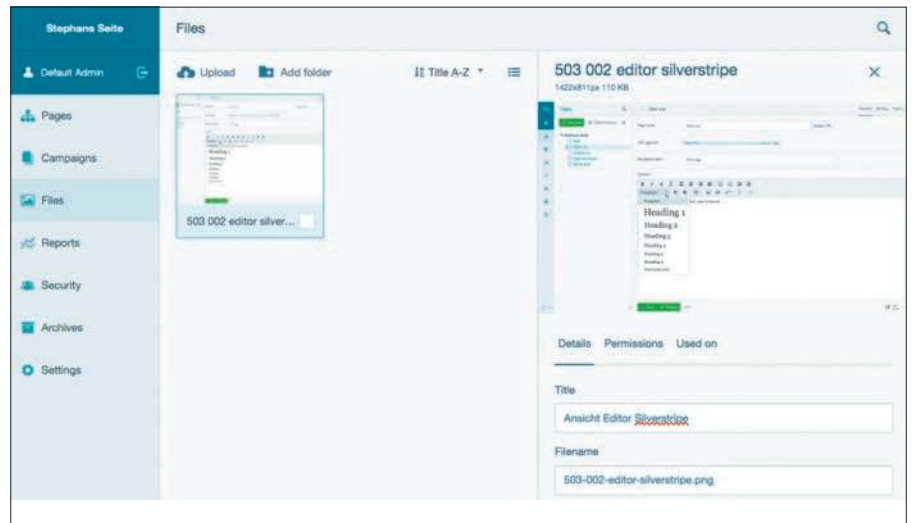 Stephans Seite
Default Admin
Pages
Campaigns
Files
Reports
Security
Archives
Settings
Files
Upload
Add folder
Title A-Z
503 002 editor silver...
503 002 editor silverstripe
1422x811px 110 KB
Heading 1
Heading 2
Heading 3
Details Permissions Used on
Title
Ansicht Editor Silverstripe
Filename
503-002-editor-silverstripe.png